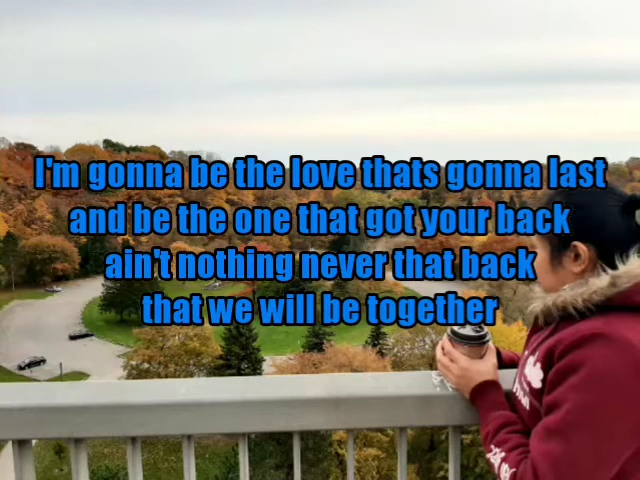 I'm gonna be the love thats gonna last
and be the one that got your back
ain't nothing never that back
that we will be together